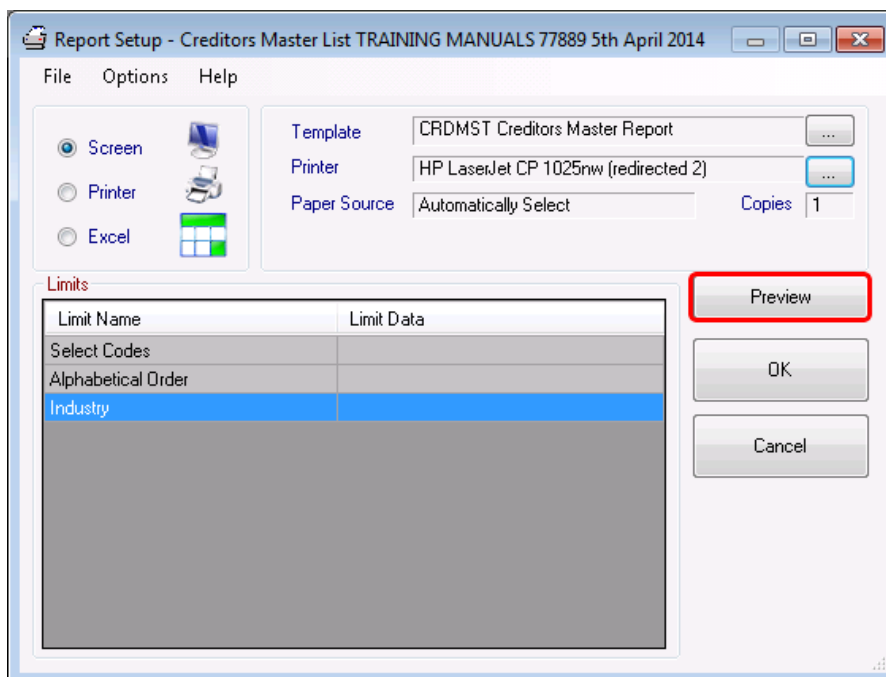 Report Setup - Creditors Master List TRAINING MANUALS 77889 5th April 2014
File Options Help
Screen
Printer
Excel
Template CRDMST Creditors Master Report ...
Printer HP LaserJet CP 1025nw (redirected 2) ...
Paper Source Automatically Select Copies 1
Limits
Limit Name Limit Data
Select Codes
Alphabetical Order
Industry
Preview
OK
Cancel